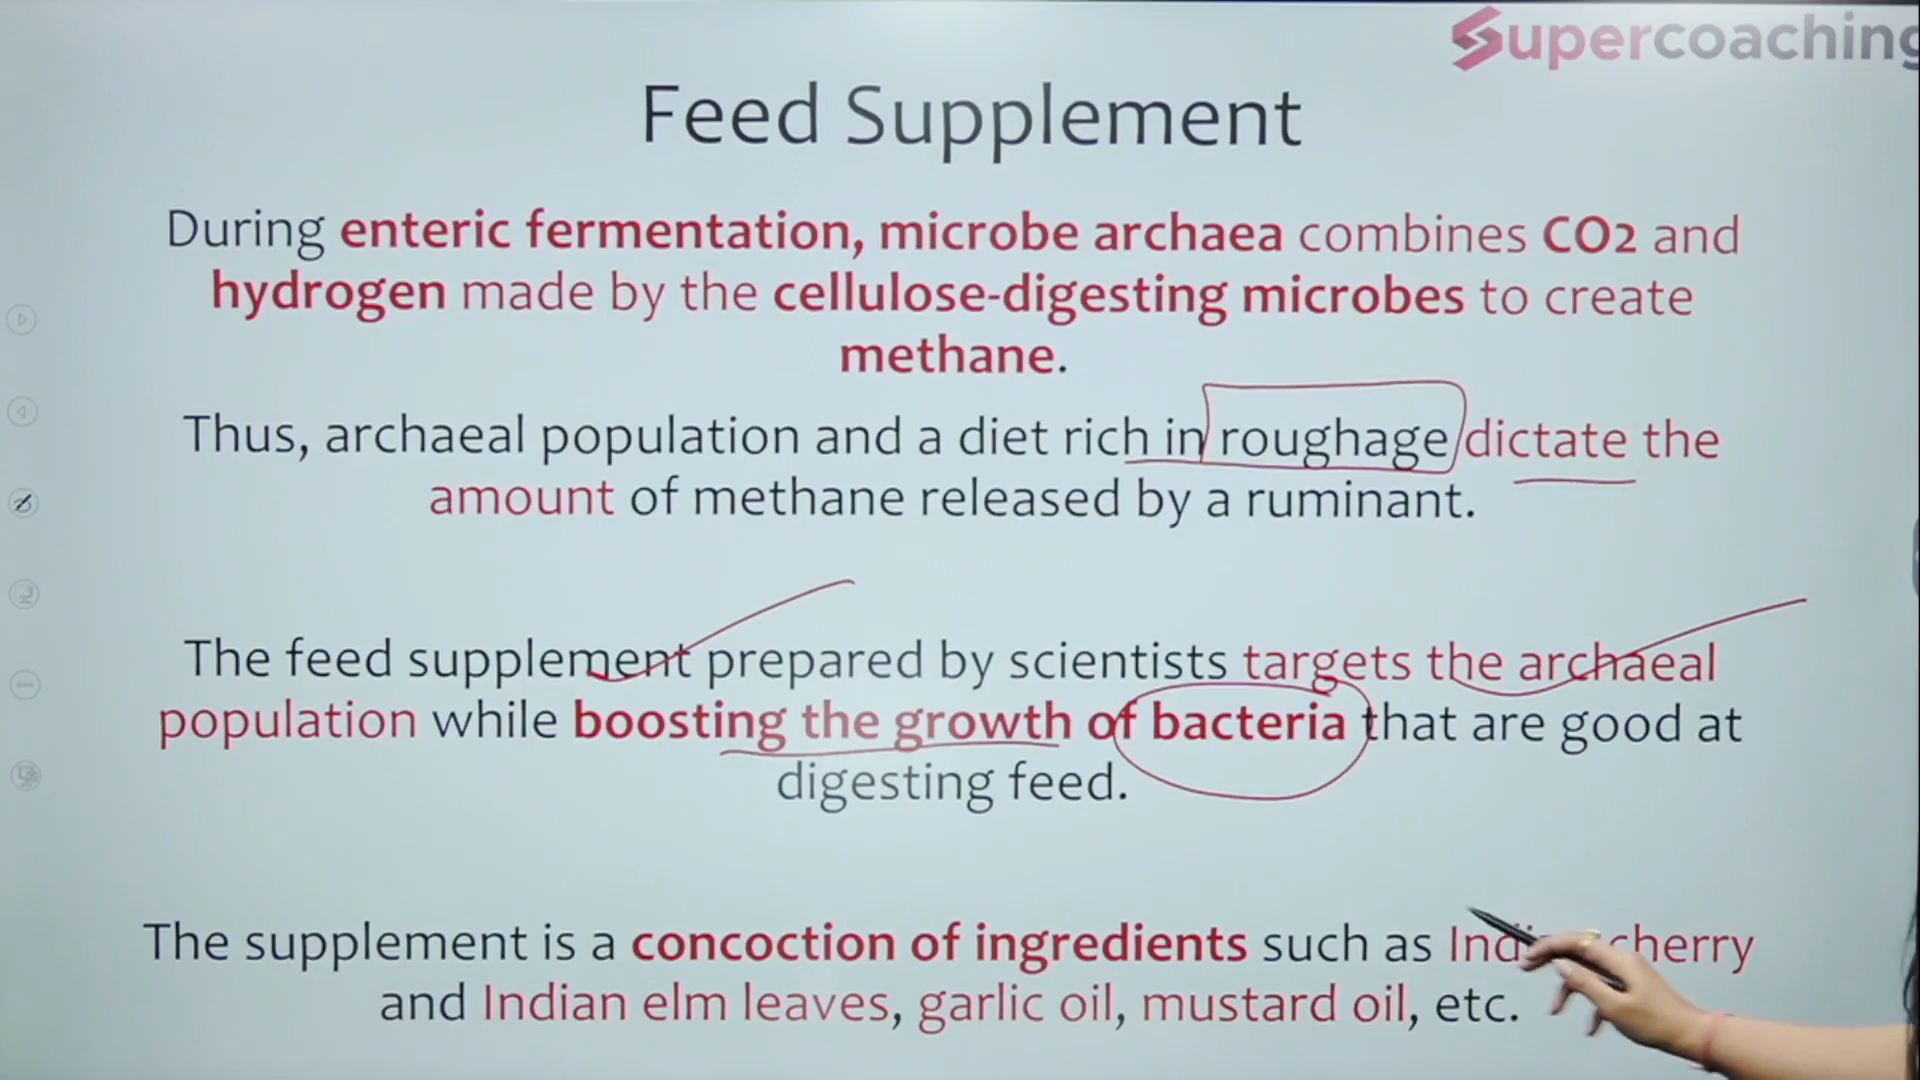 Supercoaching
Feed Supplement
During enteric fermentation, microbe archaea combines CO2 and
hydrogen made by the cellulose-digesting microbes to create
methane.
Thus, archaeal population and a diet rich in roughage dictate the
amount of methane released by a ruminant.
The feed supplement prepared by scientists targets the archaeal
population while boosting the growth of bacteria that are good at
digesting feed.
The supplement is a concoction of ingredients such as cherry
and Indian elm leaves, garlic oil, mustard oil, etc.